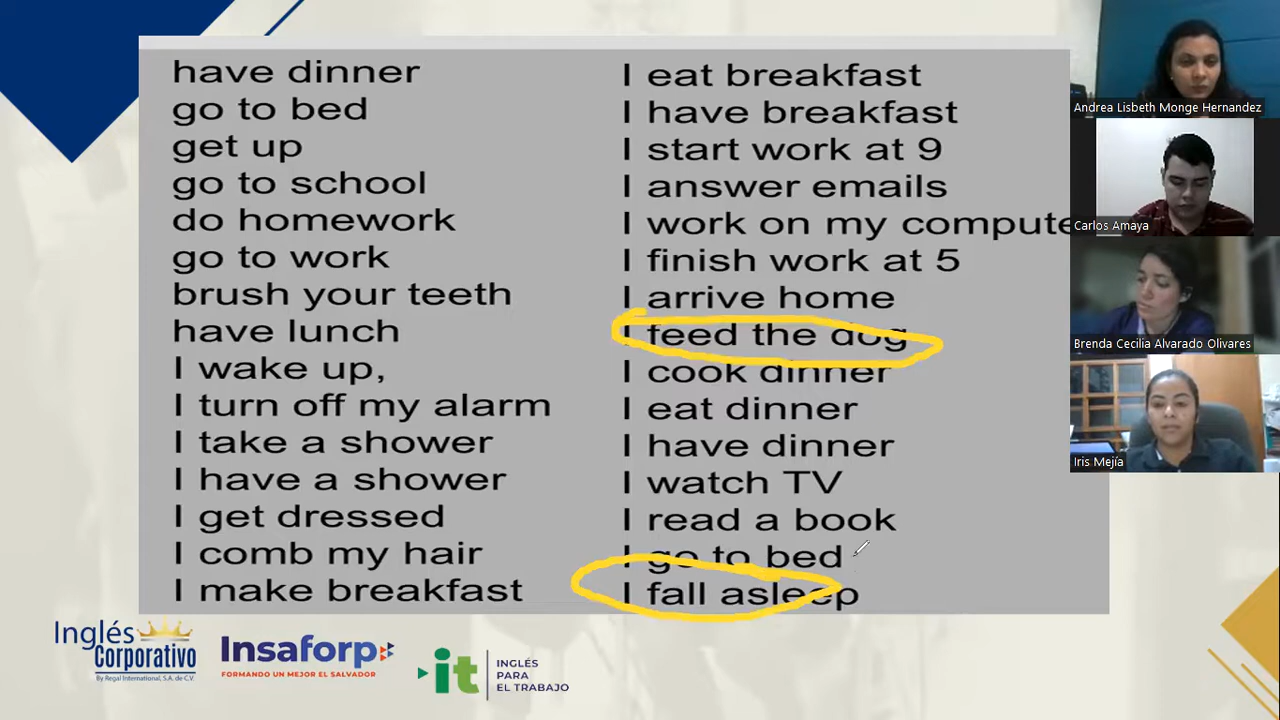 have dinner
go to bed
get up
go to school
do homework
go to work
brush your teeth
have lunch
I wake up,
I turn off my alarm
I take a shower
I have a shower
I get dressed
I comb my hair
I make breakfast
I eat breakfast
I have breakfast
I start work at 9
I answer emails
I work on my compute
I finish work at 5
I arrive home
I feed the dog
I cook dinner
I eat dinner
I have dinner
I watch TV
I read a book
I go to bed
I fall asleep
Andrea Lisbeth Monge Hernandez
Carlos Amaya
Brenda Cecilia Alvarado Olivares
Iris Mejía
Inglés
Corporativo
By Regal International, S.A. de C.V.
Insaforp
FORMANDO UN MEJOR EL SALVADOR
it
INGLÉS
PARA
EL TRABAJO